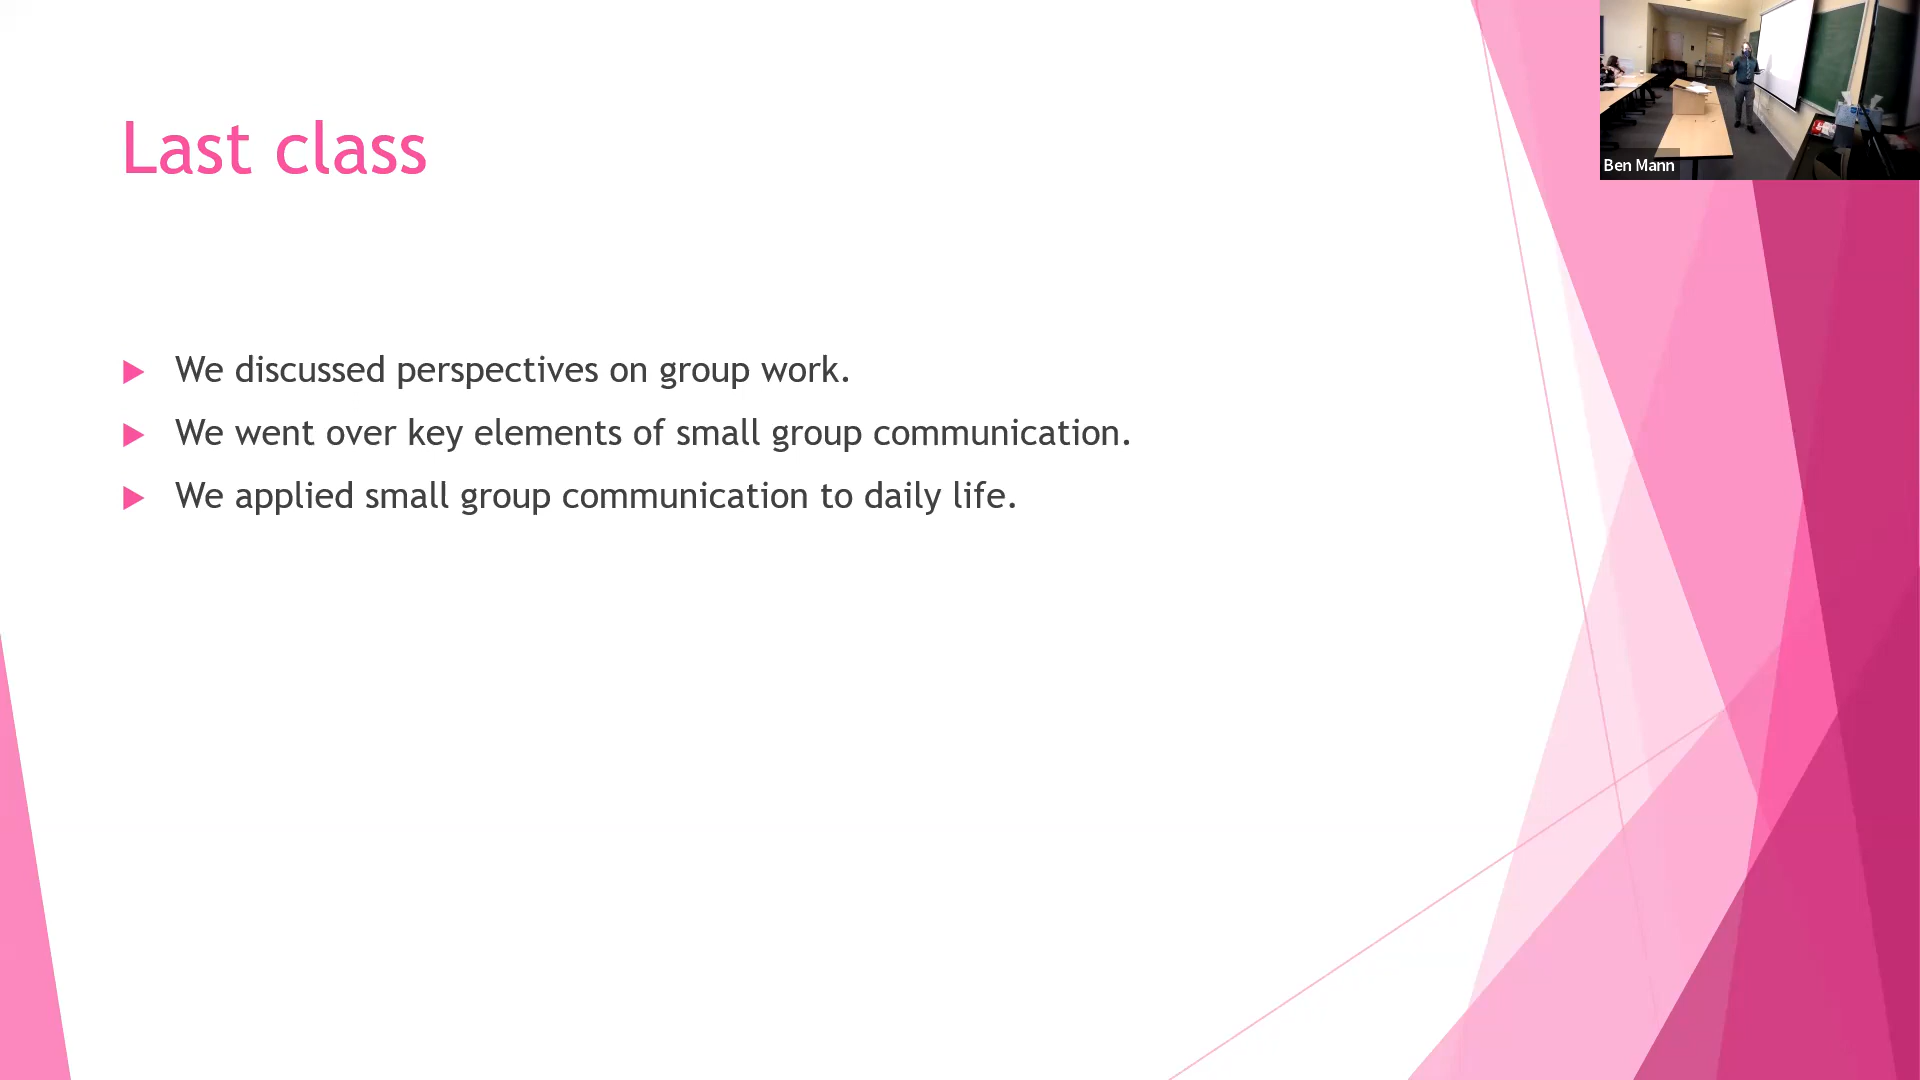 Last class
We discussed perspectives on group work.
We went over key elements of small group communication.
We applied small group communication to daily life.
Ben Mann